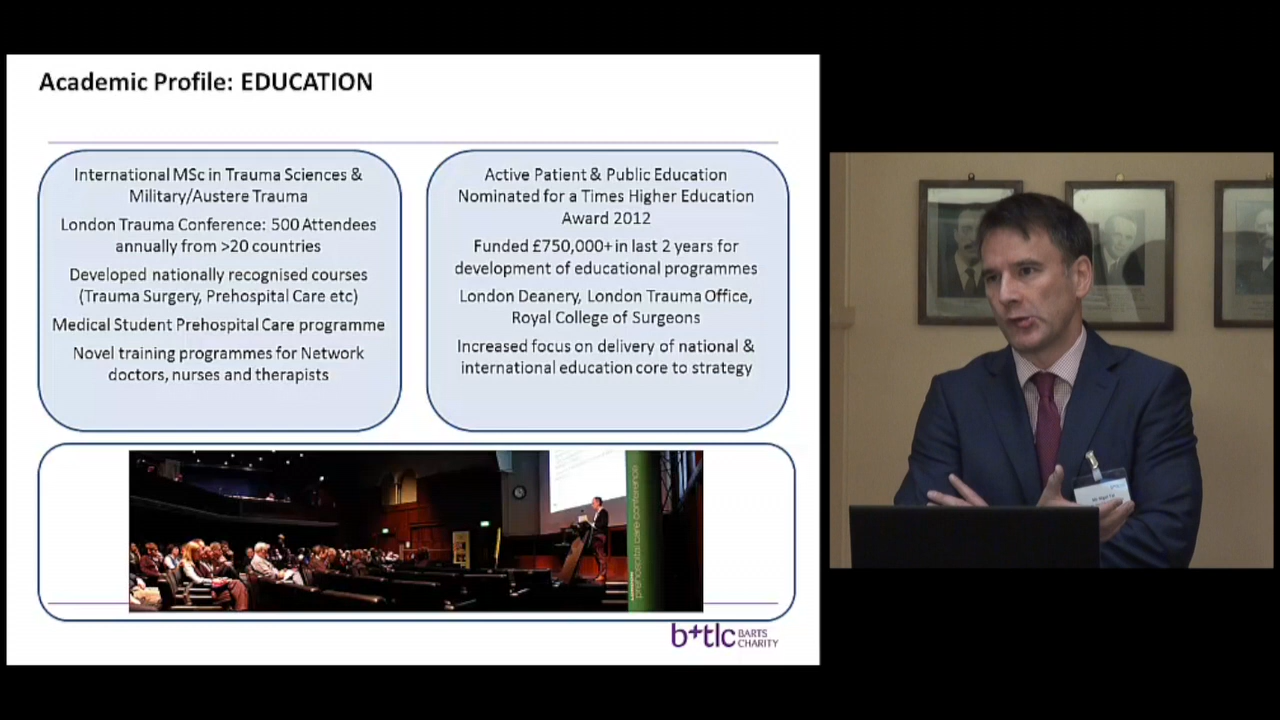 Academic Profile: EDUCATION
International MSc in Trauma Sciences &
Military/Austere Trauma
London Trauma Conference: 500 Attendees
annually from >20 countries
Developed nationally recognised courses
(Trauma Surgery, Prehospital Care etc)
Medical Student Prehospital Care programme
Novel training programmes for Network
doctors, nurses and therapists
Active Patient & Public Education
Nominated for a Times Higher Education
Award 2012
Funded £750,000+ in last 2 years for
development of educational programmes
London Deanery, London Trauma Office,
Royal College of Surgeons
Increased focus on delivery of national &
international education core to strategy
prehospital care conference
b+tlc BARTS
CHARITY